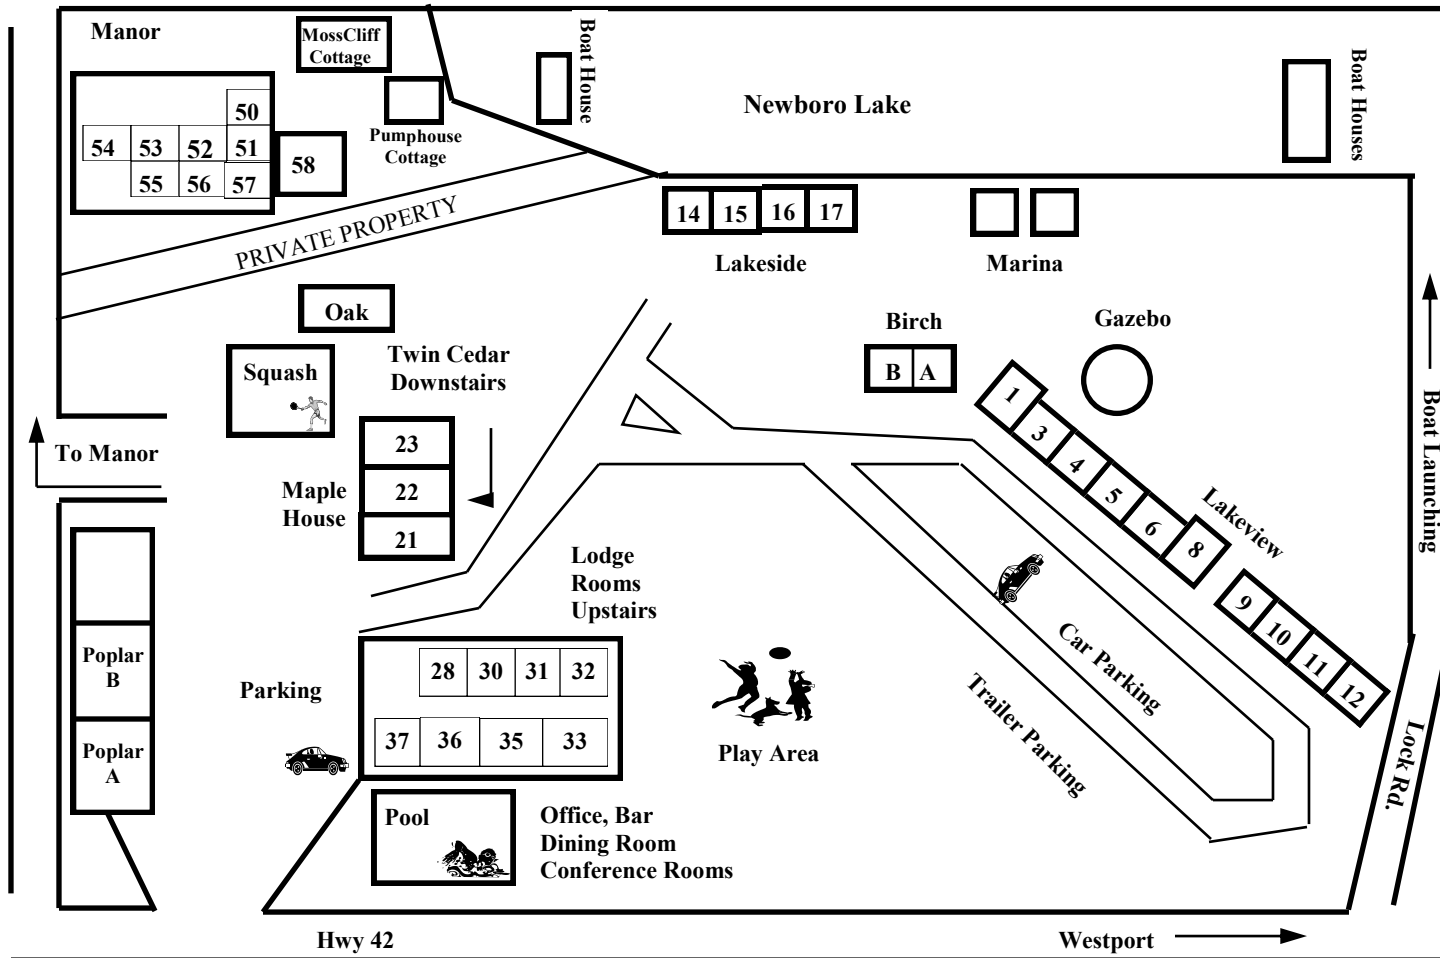 Manor
MossCliff
Cottage
Boat House
Boat Houses
Newboro Lake
50
54 53 52 51
58
55 56 57
Pumphouse
Cottage
PRIVATE PROPERTY
14 15 16 17
Lakeside
Marina
Oak
Birch
Gazebo
B A
Squash
Twin Cedar
Downstairs
23
22
21
Maple
House
To Manor
1
3
4
5
6
8
Lakeview
9
10
11
12
Boat Launching
Lodge
Rooms
Upstairs
Poplar
B
Poplar
A
Parking
28 30 31 32
37 36 35 33
Play Area
Car Parking
Trailer Parking
Lock Rd.
Pool
Office, Bar
Dining Room
Conference Rooms
Hwy 42
Westport